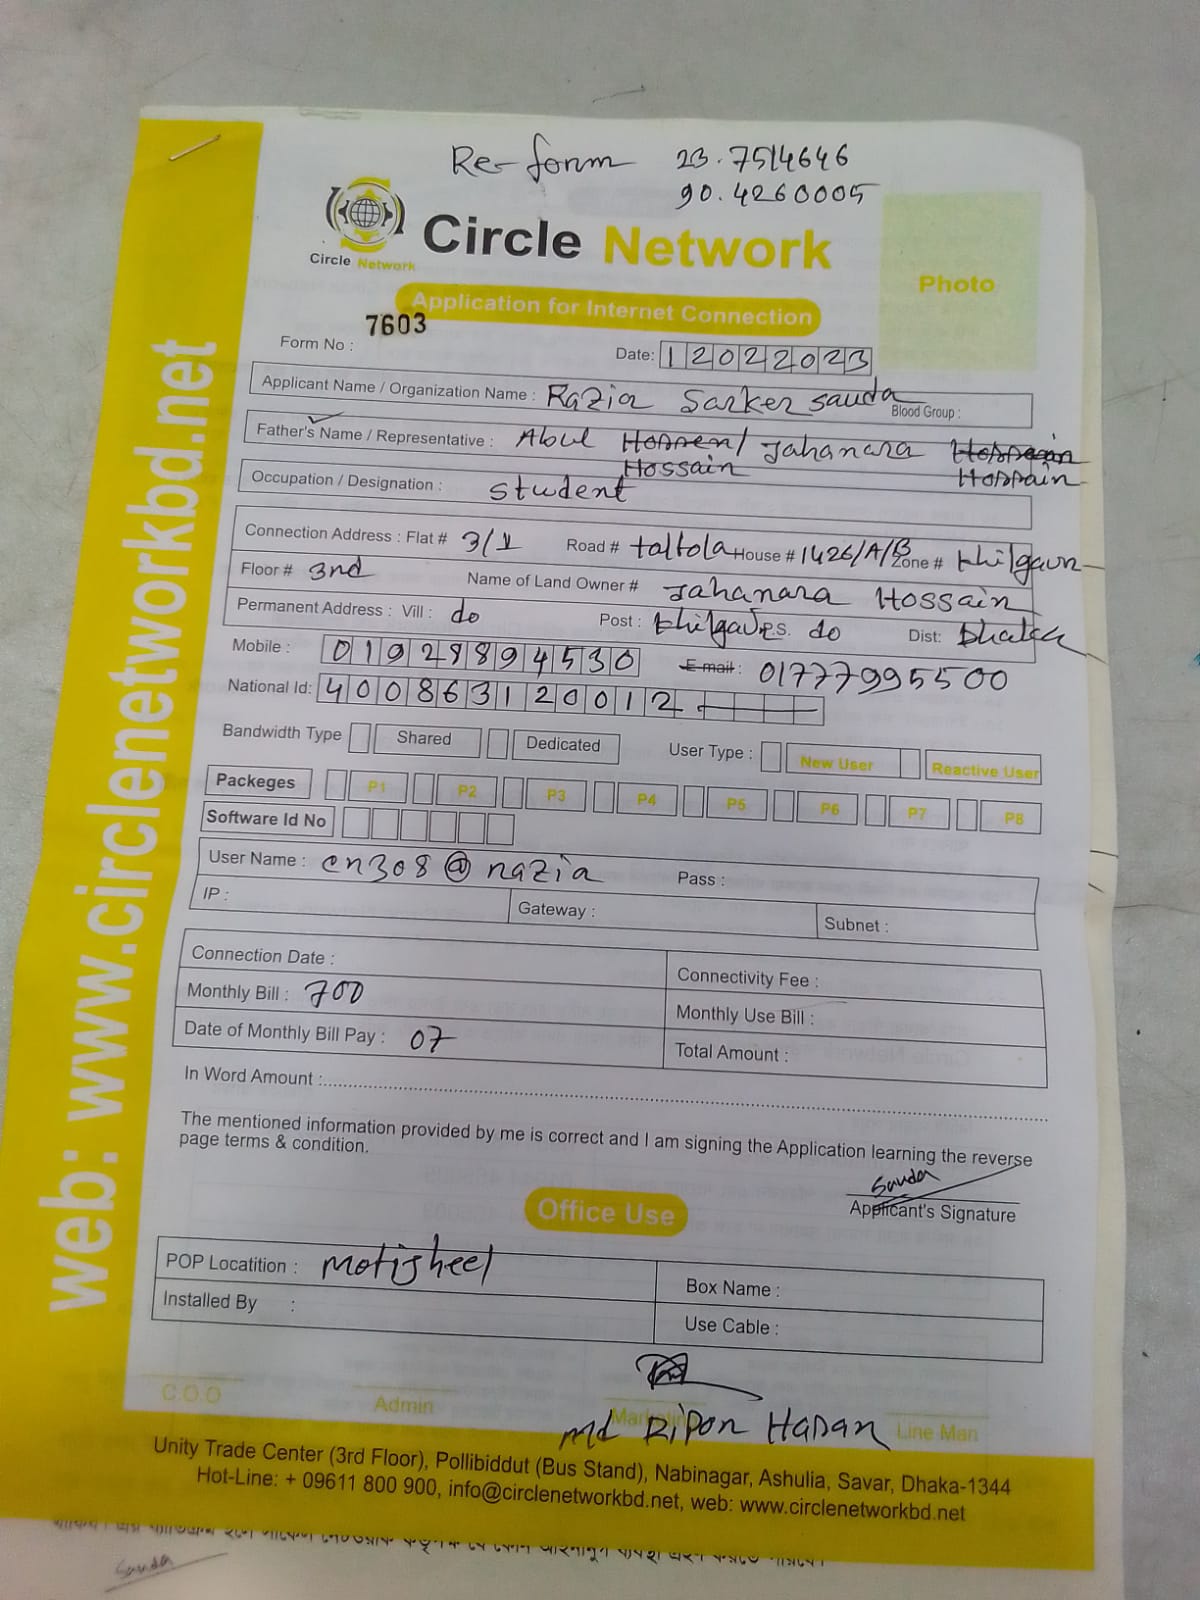 Re-form 23.7514646
90.4260005
Circle Network
Circle Network
Photo
Application for Internet Connection
Form No : 7603
Date: 12022023
Applicant Name / Organization Name : Razia Sarker sauda Blood Group :
Father's Name / Representative : Abul Hossen/ Jahanara Hossain
Hossain Hossain
Occupation / Designation : student
Connection Address : Flat # 3/1 Road # taltola House # 1426/A/B Zone # khilgaon
Floor # 3nd Name of Land Owner # Jahanara Hossain
Permanent Address : Vill : do Post : khilgaon P.S. do Dist: Dhaka
Mobile : 01928894530 E-mail : 01777995500
National Id: 400863120012
Bandwidth Type Shared Dedicated User Type : New User Reactive User
Packeges P1 P2 P3 P4 P5 P6 P7 P8
Software Id No
User Name : cn308@nazia Pass :
IP : Gateway : Subnet :
Connection Date : Connectivity Fee :
Monthly Bill : 700 Monthly Use Bill :
Date of Monthly Bill Pay : 07 Total Amount :
In Word Amount :
The mentioned information provided by me is correct and I am signing the Application learning the reverse
page terms & condition.
Sauda
Applicant's Signature
Office Use
POP Locatition : Motijheel Box Name :
Installed By : Use Cable :
C.O.O Admin Marketing Line Man
Md Ripon Hasan
Unity Trade Center (3rd Floor), Pollibiddut (Bus Stand), Nabinagar, Ashulia, Savar, Dhaka-1344
Hot-Line: + 09611 800 900, info@circlenetworkbd.net, web: www.circlenetworkbd.net
web: www.circlenetworkbd.net
Sauda